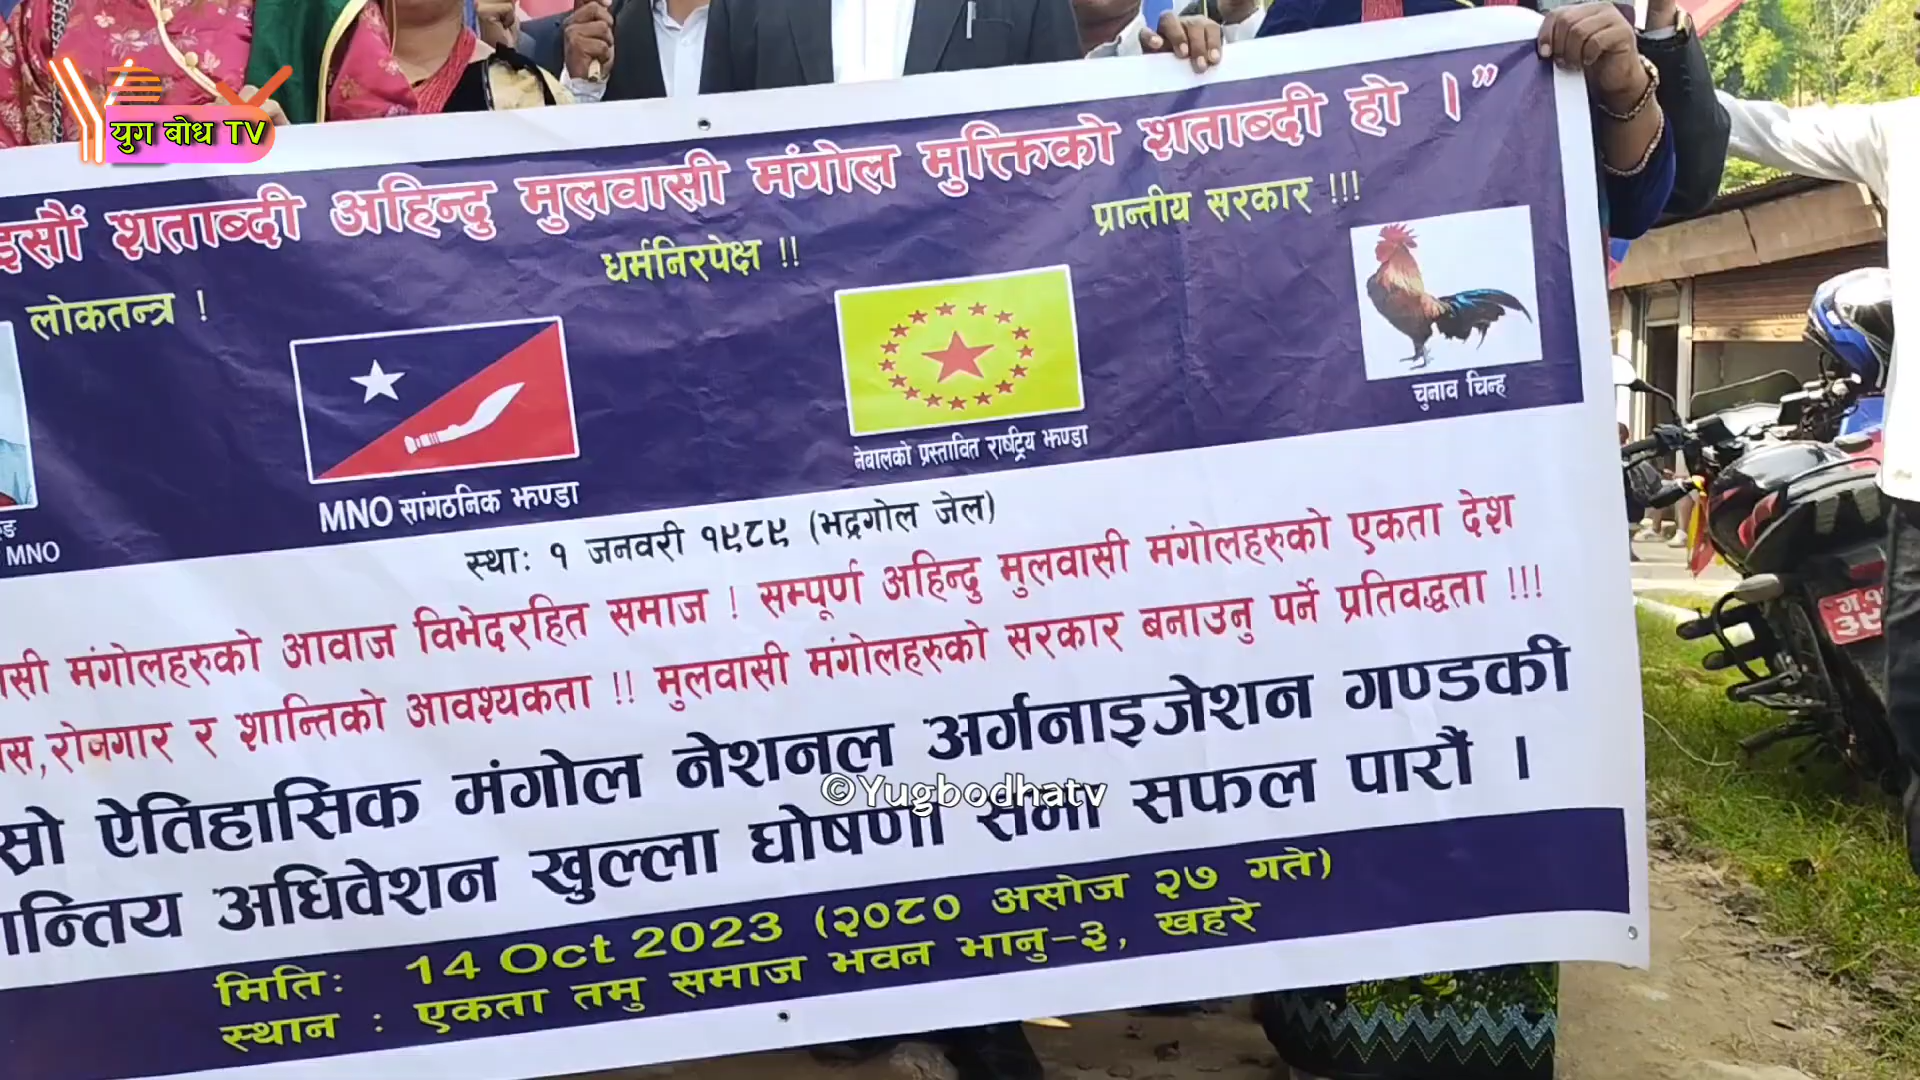 युग बोध TV
शताब्दी अहिन्दु मुलवासी मंगोल मुक्तिको शताब्दी हो ।”
लोकतन्त्र !
धर्मनिरपेक्ष !!
प्रान्तीय सरकार !!!
चुनाव चिन्ह
नेबालको प्रस्तावित राष्ट्रिय झण्डा
MNO सांगठनिक झण्डा
MNO
स्थाः १ जनवरी १९८९ (भद्रगोल जेल)
मंगोलहरुको आवाज विभेदरहित समाज ! सम्पूर्ण अहिन्दु मुलवासी मंगोलहरुको एकता देश
रोजगार र शान्तिको आवश्यकता !! मुलवासी मंगोलहरुको सरकार बनाउनु पर्ने प्रतिवद्धता !!!
ऐतिहासिक मंगोल नेशनल अर्गनाइजेशन गण्डकी
अधिवेशन खुल्ला घोषणा सभा सफल पारौं ।
©Yugbodhatv
मितिः 14 Oct 2023 (२०८० असोज २७ गते)
स्थान : एकता तमु समाज भवन भानु-३, खहरे